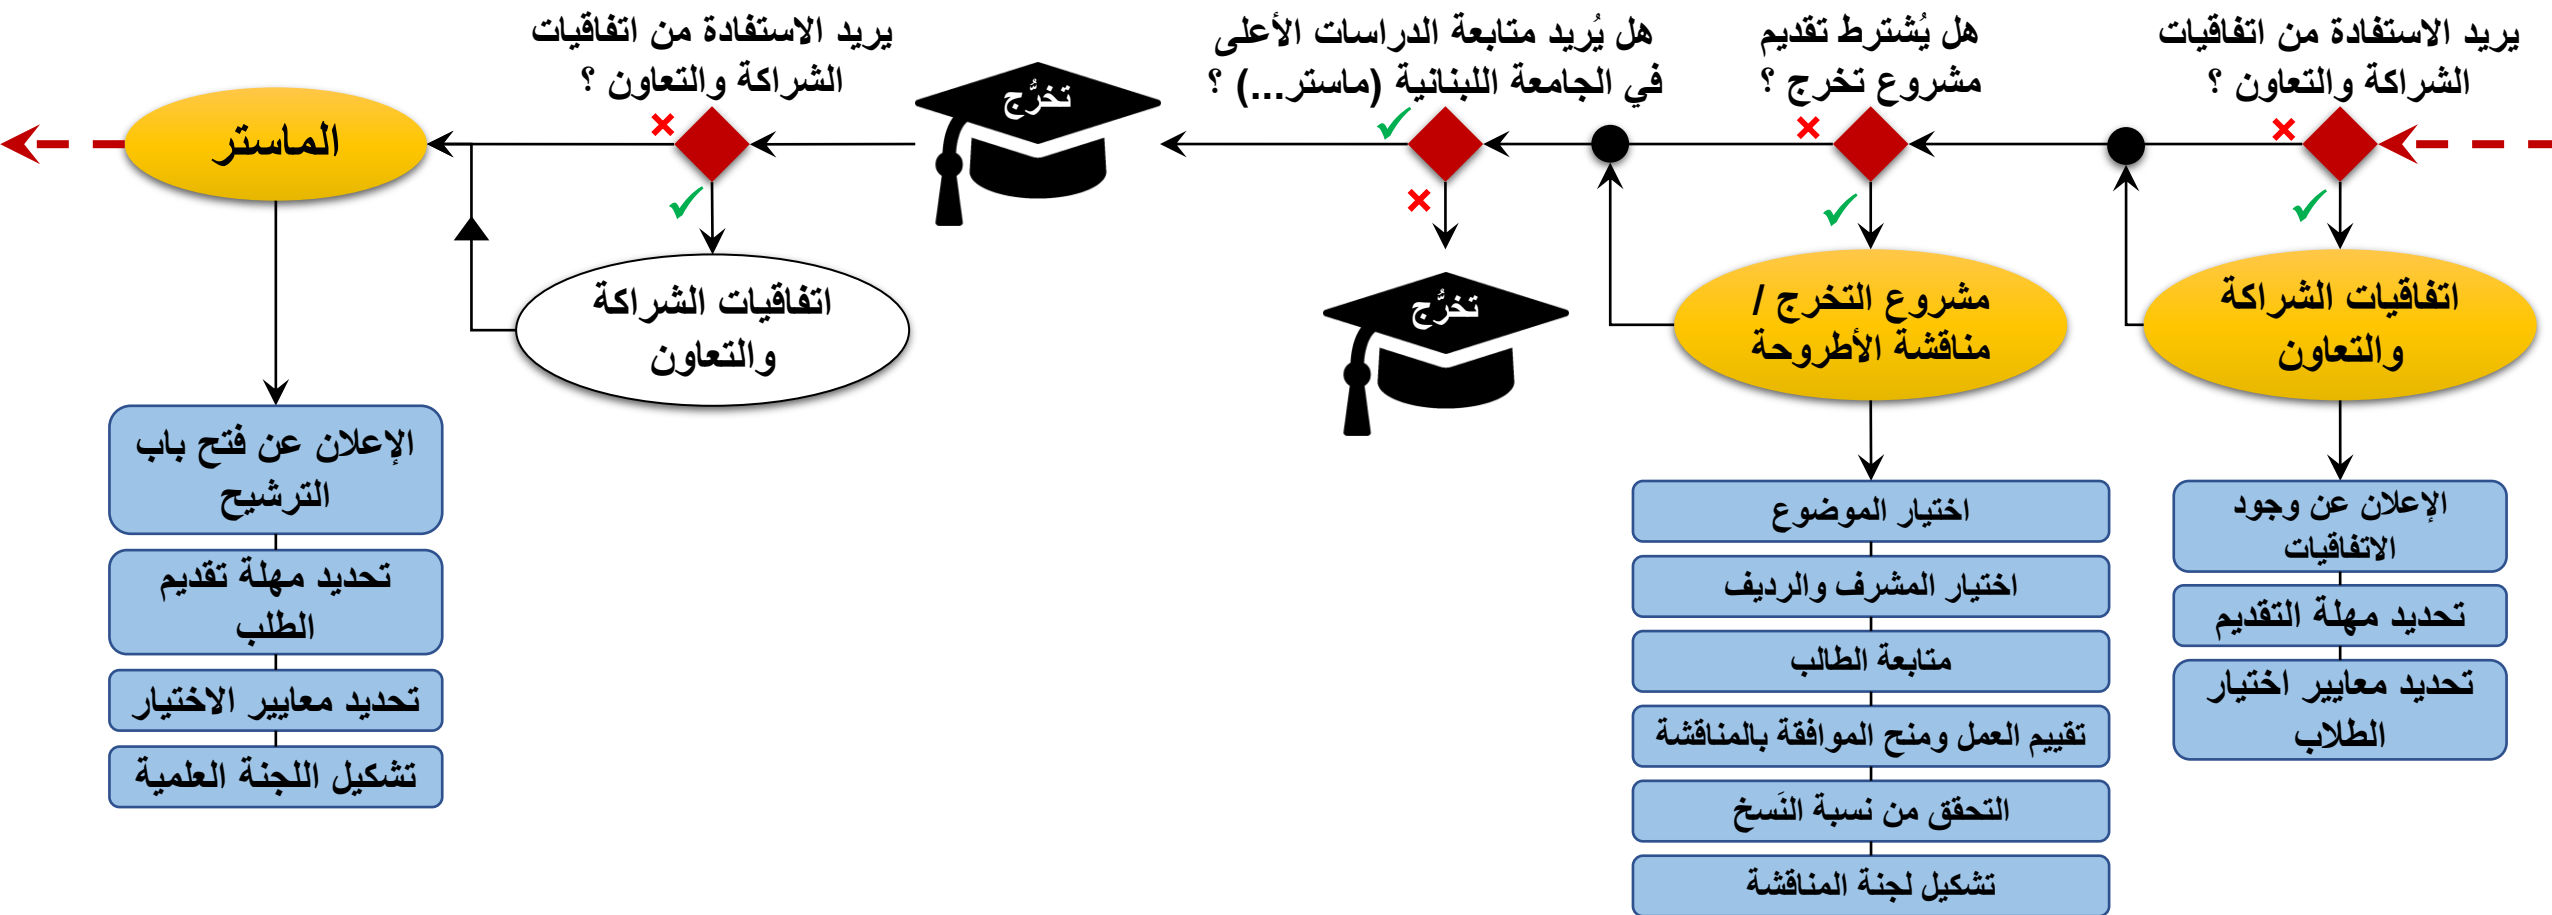 يريد الاستفادة من اتفاقيات
الشراكة والتعاون ؟
اتفاقيات الشراكة
والتعاون
الإعلان عن وجود
الاتفاقيات
تحديد مهلة التقديم
تحديد معايير اختيار
الطلاب
هل يُشترط تقديم
مشروع تخرج ؟
مشروع التخرج /
مناقشة الأطروحة
اختيار الموضوع
اختيار المشرف والرديف
متابعة الطالب
تقييم العمل ومنح الموافقة بالمناقشة
التحقق من نسبة النَسخ
تشكيل لجنة المناقشة
هل يُريد متابعة الدراسات الأعلى
في الجامعة اللبنانية (ماستر...) ؟
تخرُّج
تخرُّج
يريد الاستفادة من اتفاقيات
الشراكة والتعاون ؟
اتفاقيات الشراكة
والتعاون
الماستر
الإعلان عن فتح باب
الترشيح
تحديد مهلة تقديم
الطلب
تحديد معايير الاختيار
تشكيل اللجنة العلمية